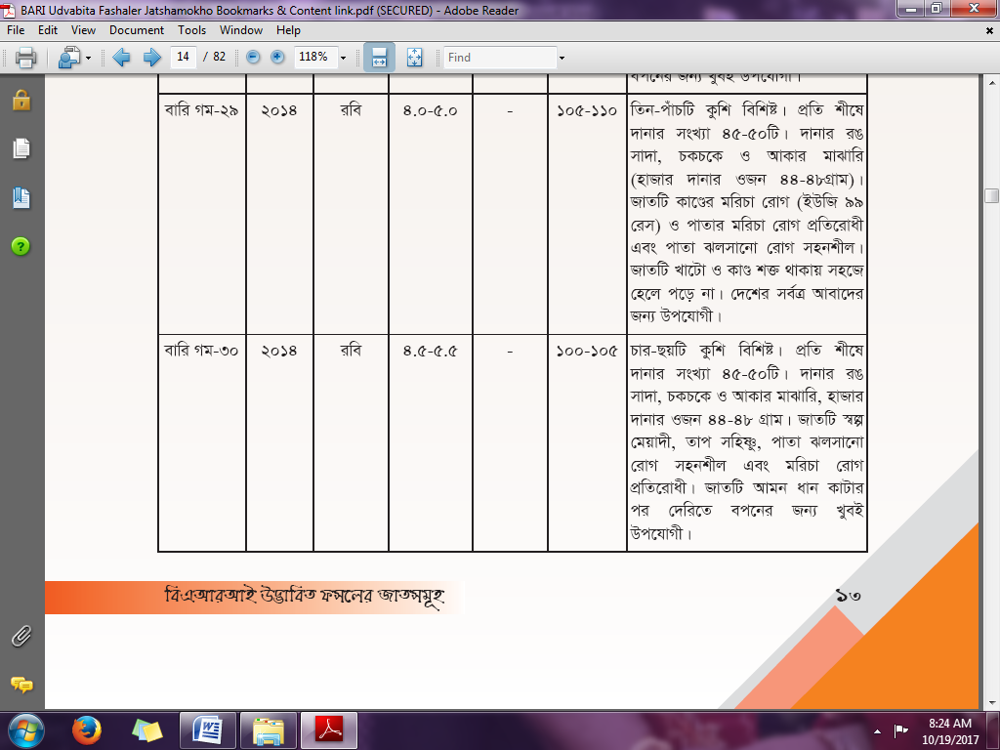 BARI Udvabita Fashaler Jatshamokho Bookmarks & Content link.pdf (SECURED) - Adobe Reader
File Edit View Document Tools Window Help
14 / 82 118% Find
বপনের জন্য খুবই উপযোগী।
বারি গম-২৯ ২০১৪ রবি ৪.০-৫.০ - ১০৫-১১০ তিন-পাঁচটি কুশি বিশিষ্ট। প্রতি শীষে
দানার সংখ্যা ৪৫-৫০টি। দানার রঙ
সাদা, চকচকে ও আকার মাঝারি
(হাজার দানার ওজন ৪৪-৪৮গ্রাম)।
জাতটি কাণ্ডের মরিচা রোগ (ইউজি ৯৯
রেস) ও পাতার মরিচা রোগ প্রতিরোধী
এবং পাতা ঝলসানো রোগ সহনশীল।
জাতটি খাটো ও কাণ্ড শক্ত থাকায় সহজে
হেলে পড়ে না। দেশের সর্বত্র আবাদের
জন্য উপযোগী।
বারি গম-৩০ ২০১৪ রবি ৪.৫-৫.৫ - ১০০-১০৫ চার-ছয়টি কুশি বিশিষ্ট। প্রতি শীষে
দানার সংখ্যা ৪৫-৫০টি। দানার রঙ
সাদা, চকচকে ও আকার মাঝারি, হাজার
দানার ওজন ৪৪-৪৮ গ্রাম। জাতটি স্বল্প
মেয়াদী, তাপ সহিষ্ণু, পাতা ঝলসানো
রোগ সহনশীল এবং মরিচা রোগ
প্রতিরোধী। জাতটি আমন ধান কাটার
পর দেরিতে বপনের জন্য খুবই
উপযোগী।
বিএআরআই উদ্ভাবিত ফসলের জাতসমূহ ১৩
8:24 AM
10/19/2017